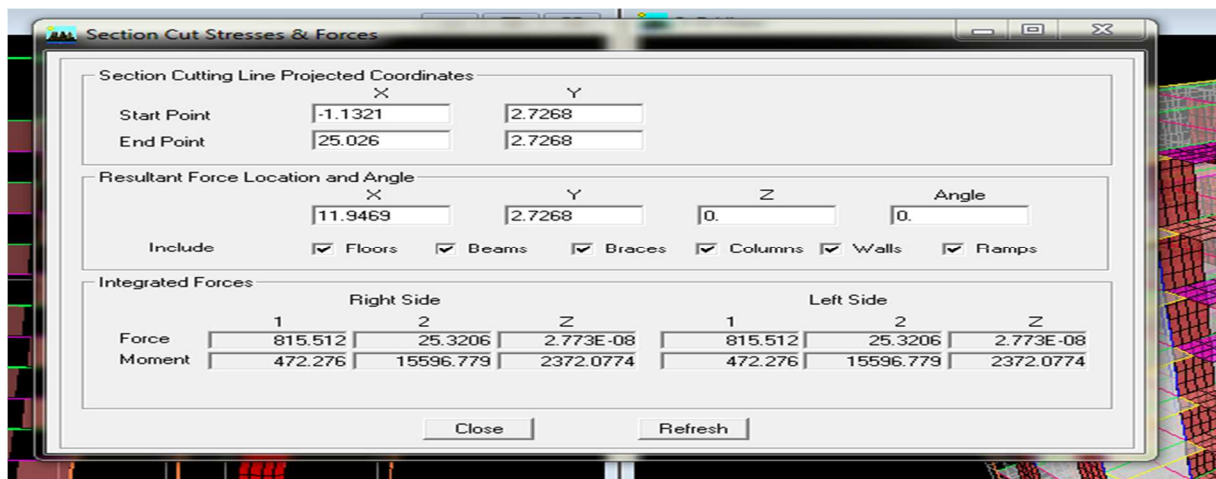 Section Cut Stresses & Forces
Section Cutting Line Projected Coordinates
X Y
Start Point -1.1321 2.7268
End Point 25.026 2.7268
Resultant Force Location and Angle
X Y Z Angle
11.9469 2.7268 0. 0.
Include Floors Beams Braces Columns Walls Ramps
Integrated Forces
Right Side Left Side
1 2 Z 1 2 Z
Force 815.512 25.3206 2.773E-08 815.512 25.3206 2.773E-08
Moment 472.276 15596.779 2372.0774 472.276 15596.779 2372.0774
Close Refresh